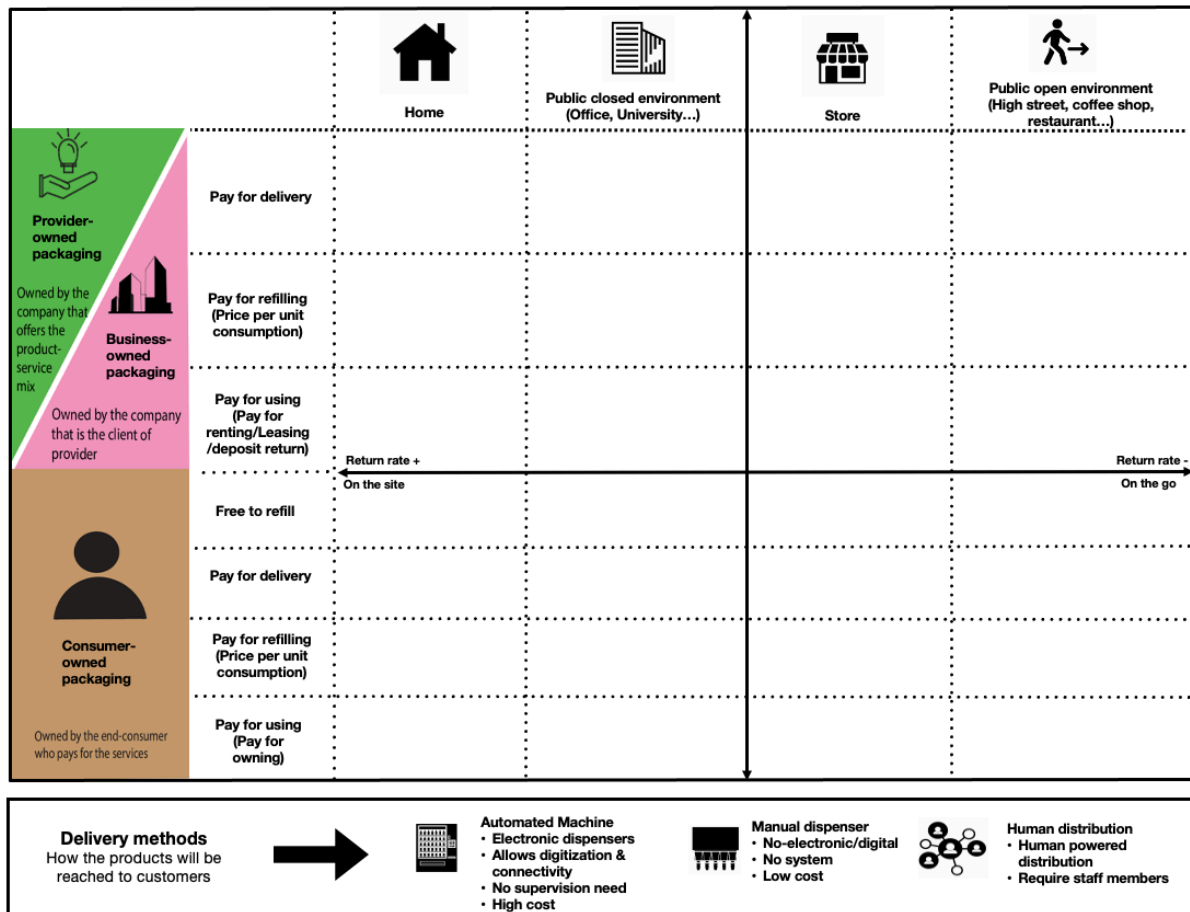 Home
Public closed environment
(Office, University…)
Store
Public open environment
(High street, coffee shop,
restaurant…)
Provider-
owned
packaging
Owned by the
company that
offers the
product-
service
mix
Business-
owned
packaging
Owned by the company
that is the client of
provider
Pay for delivery
Pay for refilling
(Price per unit
consumption)
Pay for using
(Pay for
renting/Leasing
/deposit return)
Return rate +
On the site
Return rate -
On the go
Consumer-
owned
packaging
Owned by the end-consumer
who pays for the services
Free to refill
Pay for delivery
Pay for refilling
(Price per unit
consumption)
Pay for using
(Pay for
owning)
Delivery methods
How the products will be
reached to customers
Automated Machine
• Electronic dispensers
• Allows digitization &
connectivity
• No supervision need
• High cost
Manual dispenser
• No-electronic/digital
• No system
• Low cost
Human distribution
• Human powered
distribution
• Require staff members